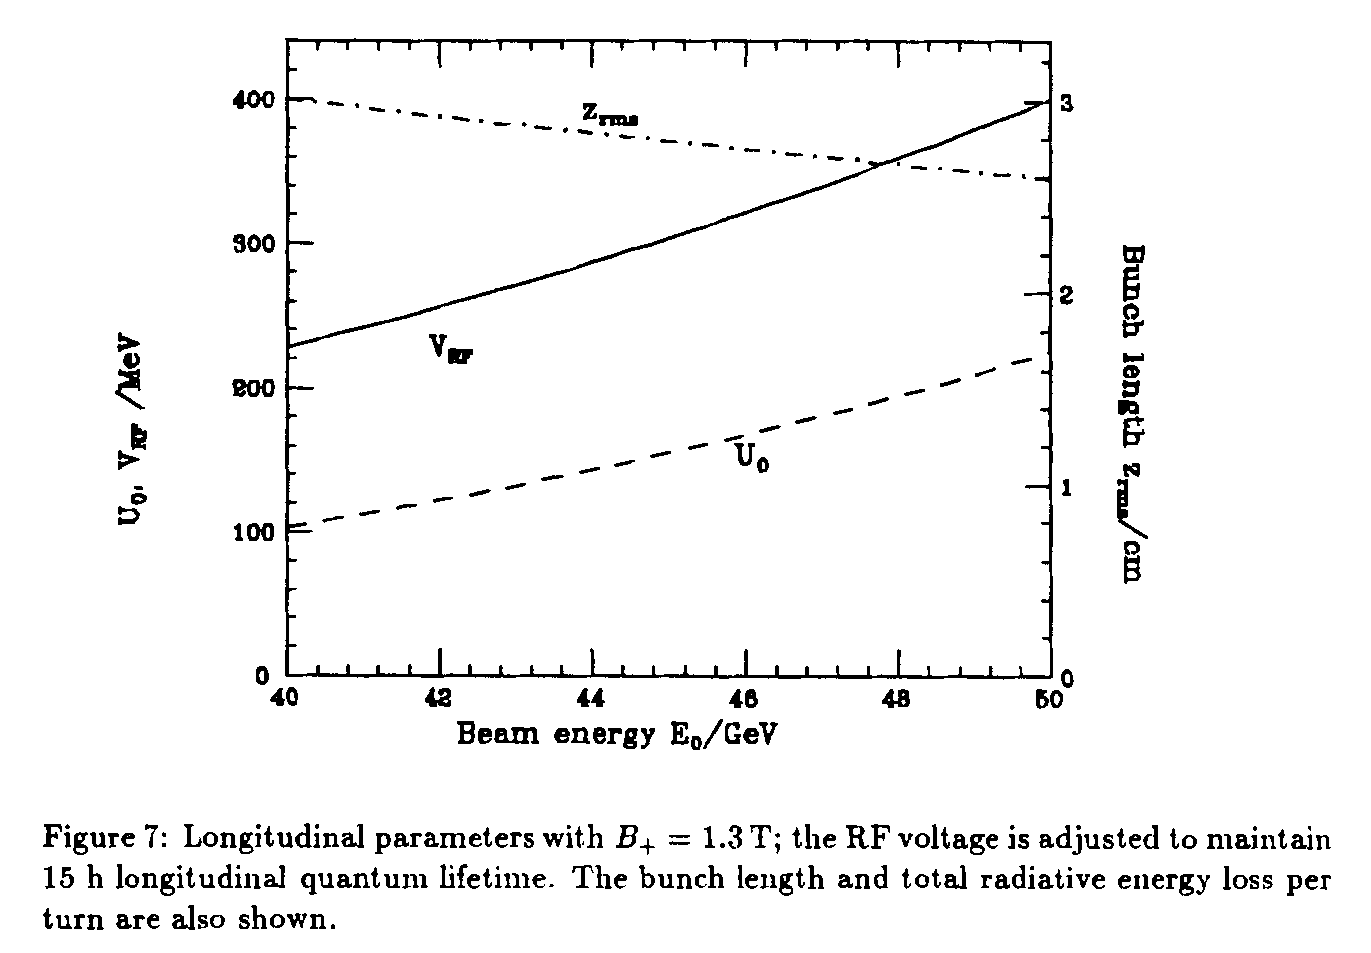 400
300
200
100
0
3
2
1
0
z_rms
V_RF
U_0
U_0, V_RF /MeV
Bunch length z_rms/cm
40 42 44 46 48 50
Beam energy E_0/GeV
Figure 7: Longitudinal parameters with B_+ = 1.3 T; the RF voltage is adjusted to maintain
15 h longitudinal quantum lifetime. The bunch length and total radiative energy loss per
turn are also shown.